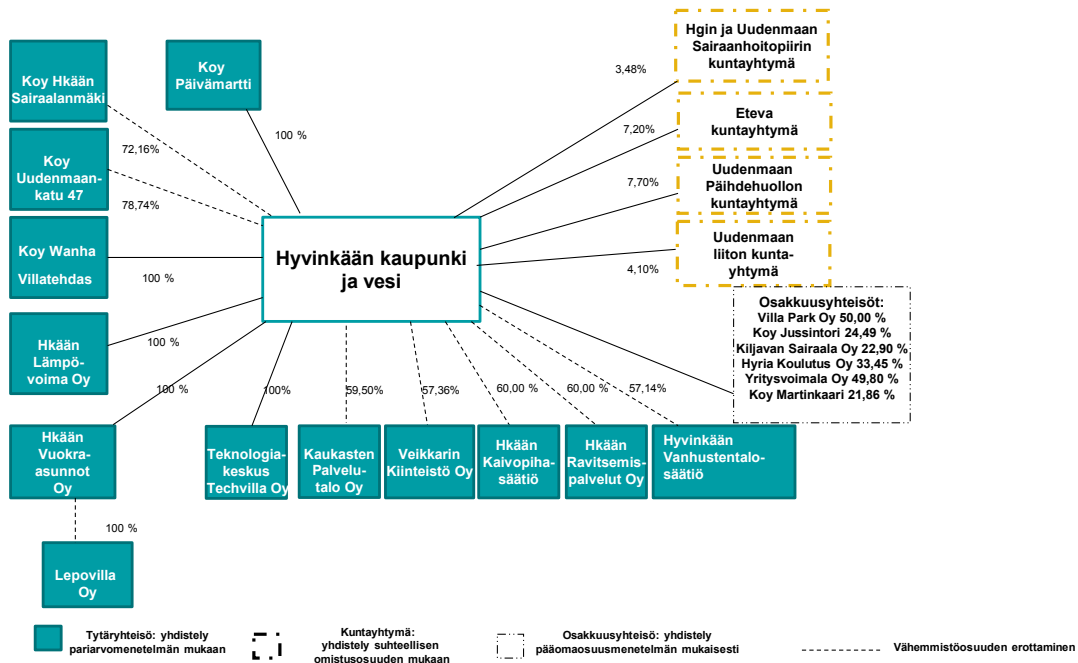 Koy Hkään
Sairaalanmäki
Koy
Päivämartti
Hgin ja Uudenmaan
Sairaanhoitopiirin
kuntayhtymä
3,48%
Eteva
kuntayhtymä
7,20%
100 %
72,16%
Koy
Uudenmaan-
katu 47
78,74%
Uudenmaan
Päihdehuollon
kuntayhtymä
7,70%
Koy Wanha
Villatehdas
100 %
Hyvinkään kaupunki
ja vesi
Uudenmaan
liiton kunta-
yhtymä
4,10%
Osakkuusyhteisöt:
Villa Park Oy 50,00 %
Koy Jussintori 24,49 %
Kiljavan Sairaala Oy 22,90 %
Hyria Koulutus Oy 33,45 %
Yritysvoimala Oy 49,80 %
Koy Martinkaari 21,86 %
Hkään
Lämpö-
voima Oy
100 %
100 %
100%
59,50%
57,36%
60,00 %
60,00 %
57,14%
Hkään
Vuokra-
asunnot
Oy
Teknologia-
keskus
Techvilla Oy
Kaukasten
Palvelu-
talo Oy
Veikkarin
Kiinteistö Oy
Hkään
Kaivopiha-
säätiö
Hkään
Ravitsemis-
palvelut Oy
Hyvinkään
Vanhustentalo-
säätiö
100 %
Lepovilla
Oy
Tytäryhteisö: yhdistely
pariarvomenetelmän mukaan
Kuntayhtymä:
yhdistely suhteellisen
omistusosuuden mukaan
Osakkuusyhteisö: yhdistely
pääomaosuusmenetelmän mukaisesti
Vähemmistöosuuden erottaminen